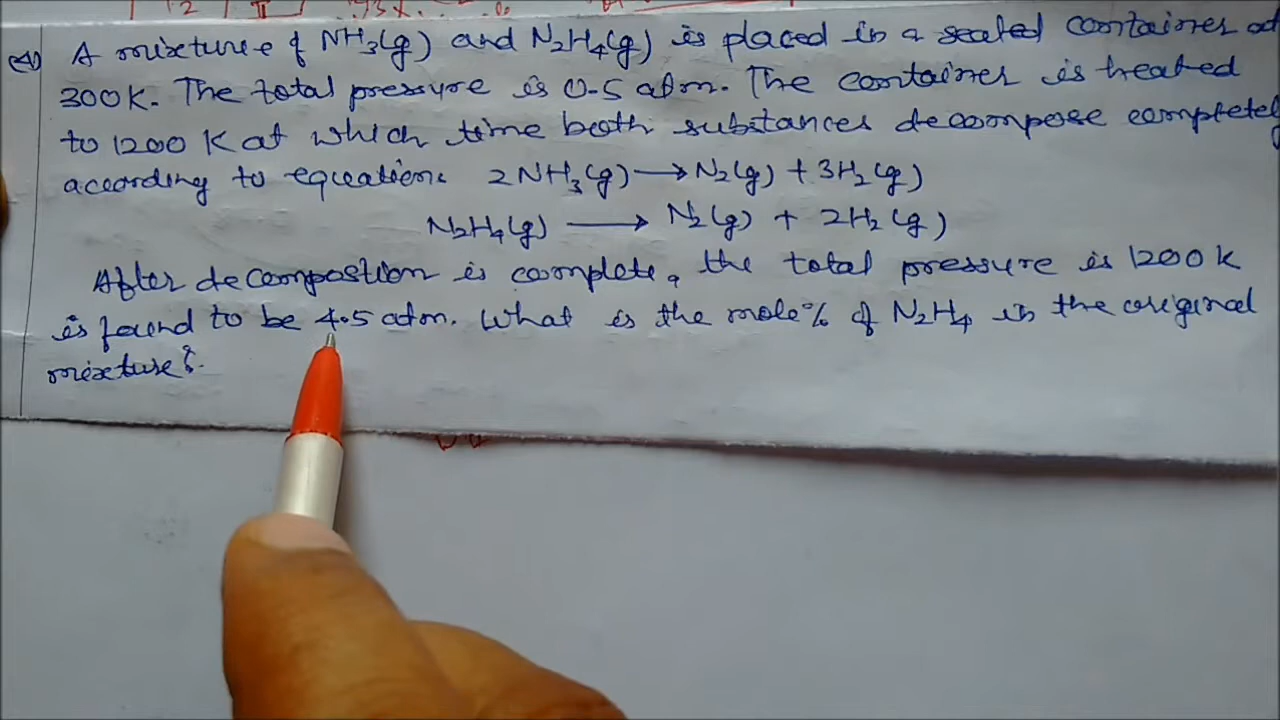 A mixture of NH3(g) and N2H4(g) is placed in a sealed container at
300K. The total pressure is 0.5 atm. The container is heated
to 1200 K at which time both substances decompose completely
according to equation. 2NH3(g) → N2(g) + 3H2(g)
N2H4(g) → N2(g) + 2H2(g)
After decompostion is complete, the total pressure is 1200K
is found to be 4.5 atm. What is the mole% of N2H4 in the original
mixture?